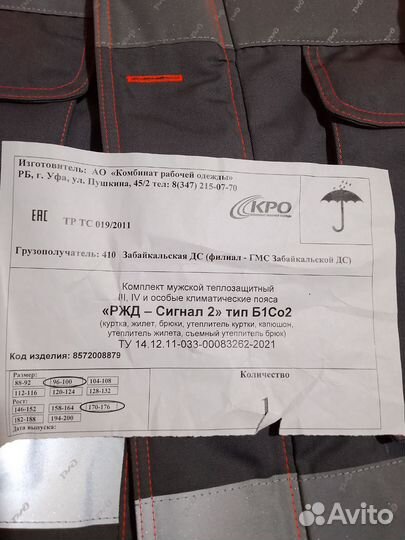 Изготовитель: АО «Комбинат рабочей одежды»
РБ, г. Уфа, ул. Пушкина, 45/2 тел: 8(347) 215-07-70
EAC ТР ТС 019/2011
КРО
Грузополучатель: 410 Забайкальская ДС (филиал - ГМС Забайкальской ДС)
Комплект мужской теплозащитный
III, IV и особые климатические пояса
«РЖД – Сигнал 2» тип Б1Со2
(куртка, жилет, брюки, утеплитель куртки, капюшон,
утеплитель жилета, съемный утеплитель брюк)
ТУ 14.12.11-033-00083262-2021
Код изделия: 8572008879
Размер: Количество
88-92 96-100 104-108
112-116 120-124 128-132
Рост: 1
146-152 158-164 170-176
182-188 194-200
Дата выпуска:
Avito